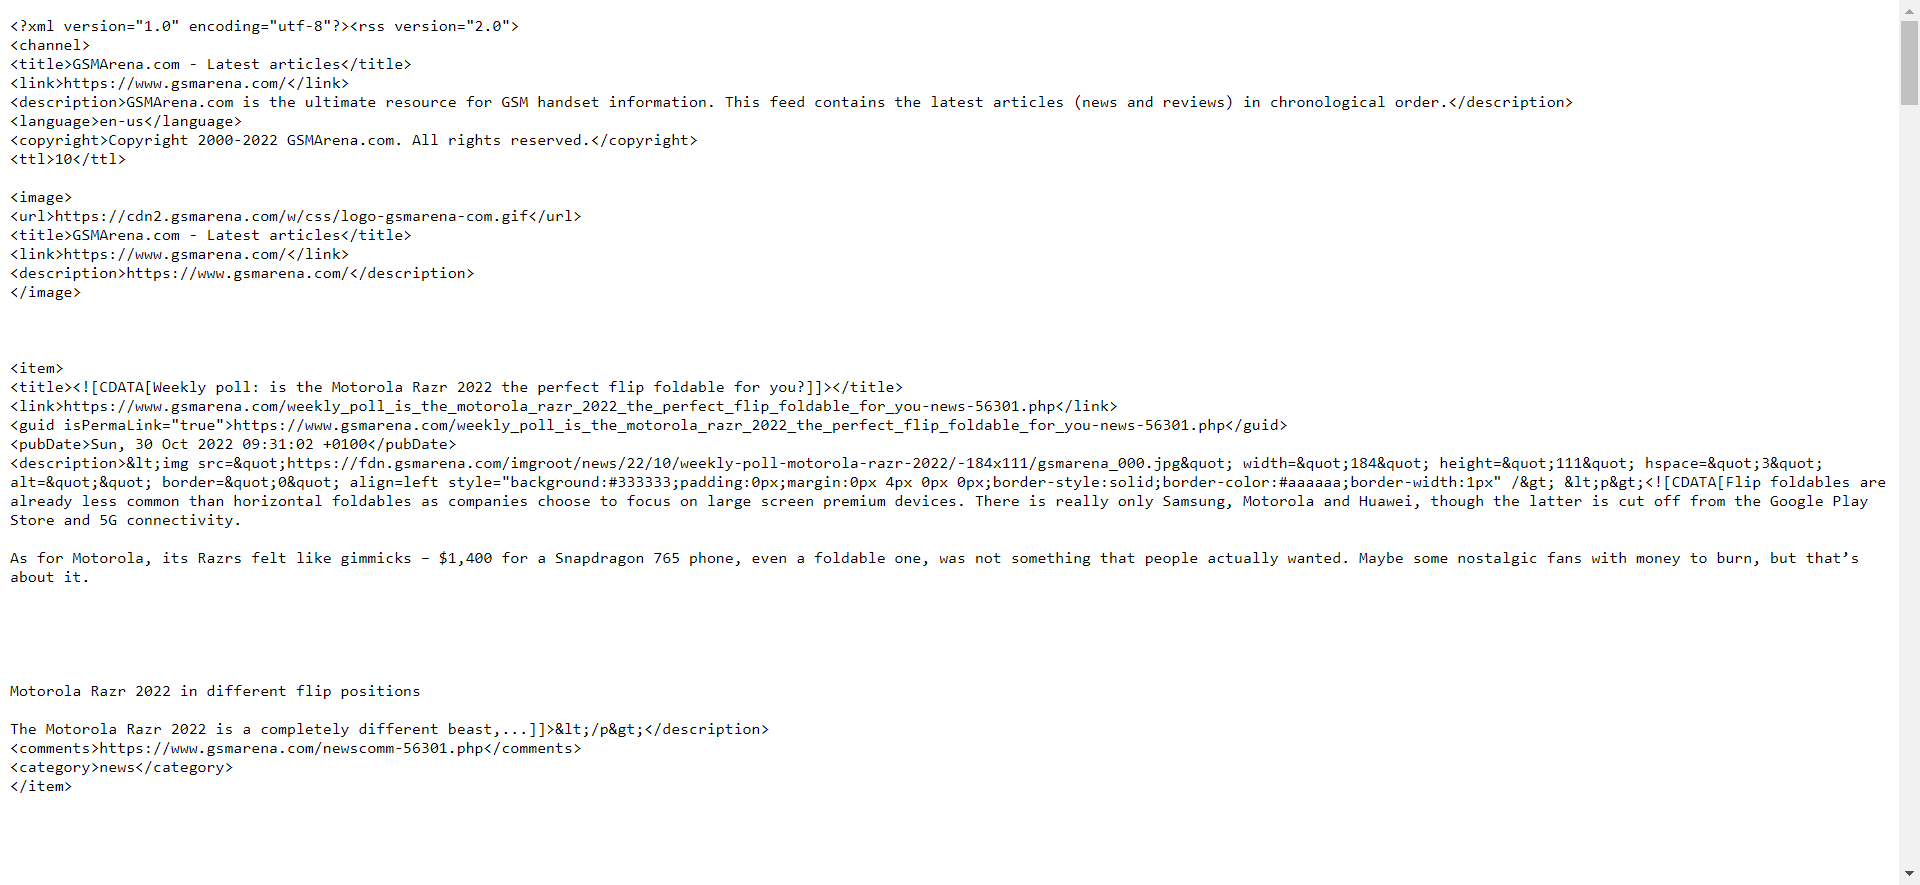 <?xml version="1.0" encoding="utf-8"?><rss version="2.0">
<channel>
<title>GSMArena.com - Latest articles</title>
<link>https://www.gsmarena.com/</link>
<description>GSMArena.com is the ultimate resource for GSM handset information. This feed contains the latest articles (news and reviews) in chronological order.</description>
<language>en-us</language>
<copyright>Copyright 2000-2022 GSMArena.com. All rights reserved.</copyright>
<ttl>10</ttl>
<image>
<url>https://cdn2.gsmarena.com/w/css/logo-gsmarena-com.gif</url>
<title>GSMArena.com - Latest articles</title>
<link>https://www.gsmarena.com/</link>
<description>https://www.gsmarena.com/</description>
</image>
<item>
<title><![CDATA[Weekly poll: is the Motorola Razr 2022 the perfect flip foldable for you?]]></title>
<link>https://www.gsmarena.com/weekly_poll_is_the_motorola_razr_2022_the_perfect_flip_foldable_for_you-news-56301.php</link>
<guid isPermaLink="true">https://www.gsmarena.com/weekly_poll_is_the_motorola_razr_2022_the_perfect_flip_foldable_for_you-news-56301.php</guid>
<pubDate>Sun, 30 Oct 2022 09:31:02 +0100</pubDate>
<description>&lt;img src=&quot;https://fdn.gsmarena.com/imgroot/news/22/10/weekly-poll-motorola-razr-2022/-184x111/gsmarena_000.jpg&quot; width=&quot;184&quot; height=&quot;111&quot; hspace=&quot;3&quot;
alt=&quot;&quot; border=&quot;0&quot; align=left style="background:#333333;padding:0px;margin:0px 4px 0px 0px;border-style:solid;border-color:#aaaaaa;border-width:1px" /&gt; &lt;p&gt;<![CDATA[Flip foldables are
already less common than horizontal foldables as companies choose to focus on large screen premium devices. There is really only Samsung, Motorola and Huawei, though the latter is cut off from the Google Play
Store and 5G connectivity.
As for Motorola, its Razrs felt like gimmicks – $1,400 for a Snapdragon 765 phone, even a foldable one, was not something that people actually wanted. Maybe some nostalgic fans with money to burn, but that’s
about it.
Motorola Razr 2022 in different flip positions
The Motorola Razr 2022 is a completely different beast,...]]>&lt;/p&gt;</description>
<comments>https://www.gsmarena.com/newscomm-56301.php</comments>
<category>news</category>
</item>